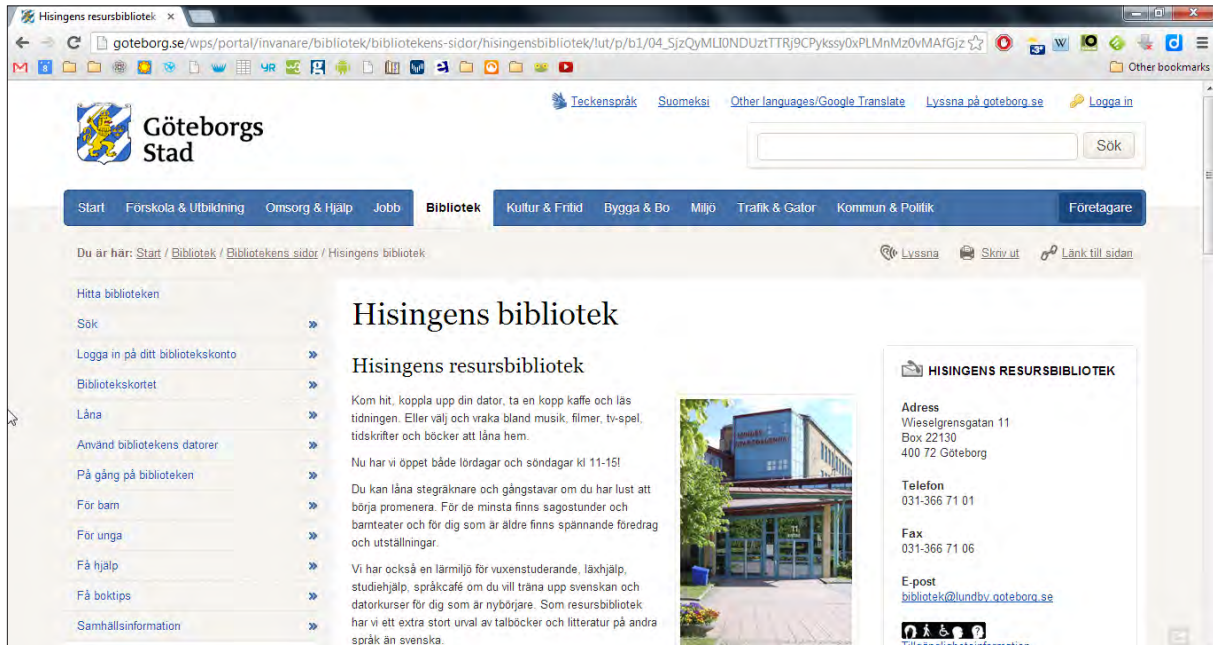 Hisingens resursbibliotek
goteborg.se/wps/portal/invanare/bibliotek/bibliotekens-sidor/hisingensbibliotek/!ut/p/b1/04_SjzQyMLI0NDUztTTRj9CPykssy0xPLMnMz0vMAfGjz
Other bookmarks
Teckenspråk Suomeksi Other languages/Google Translate Lyssna på goteborg.se Logga in
Göteborgs
Stad
Sök
Start Förskola & Utbildning Omsorg & Hjälp Jobb Bibliotek Kultur & Fritid Bygga & Bo Miljö Trafik & Gator Kommun & Politik Företagare
Du är här: Start / Bibliotek / Bibliotekens sidor / Hisingens bibliotek
Lyssna Skriv ut Länk till sidan
Hitta biblioteken
Sök
Logga in på ditt bibliotekskonto
Bibliotekskortet
Låna
Använd bibliotekens datorer
På gång på biblioteken
För barn
För unga
Få hjälp
Få boktips
Samhällsinformation
Hisingens bibliotek
Hisingens resursbibliotek
Kom hit, koppla upp din dator, ta en kopp kaffe och läs
tidningen. Eller välj och vraka bland musik, filmer, tv-spel,
tidskrifter och böcker att låna hem.
Nu har vi öppet både lördagar och söndagar kl 11-15!
Du kan låna stegräknare och gångstavar om du har lust att
börja promenera. För de minsta finns sagostunder och
barnteater och för dig som är äldre finns spännande föredrag
och utställningar.
Vi har också en lärmiljö för vuxenstuderande, läxhjälp,
studiehjälp, språkcafé om du vill träna upp svenskan och
datorkurser för dig som är nybörjare. Som resursbibliotek
har vi ett extra stort urval av talböcker och litteratur på andra
språk än svenska.
HISINGENS RESURSBIBLIOTEK
Adress
Wieselgrensgatan 11
Box 22130
400 72 Göteborg
Telefon
031-366 71 01
Fax
031-366 71 06
E-post
bibliotek@lundby.goteborg.se
Tillgänglighetsinformation